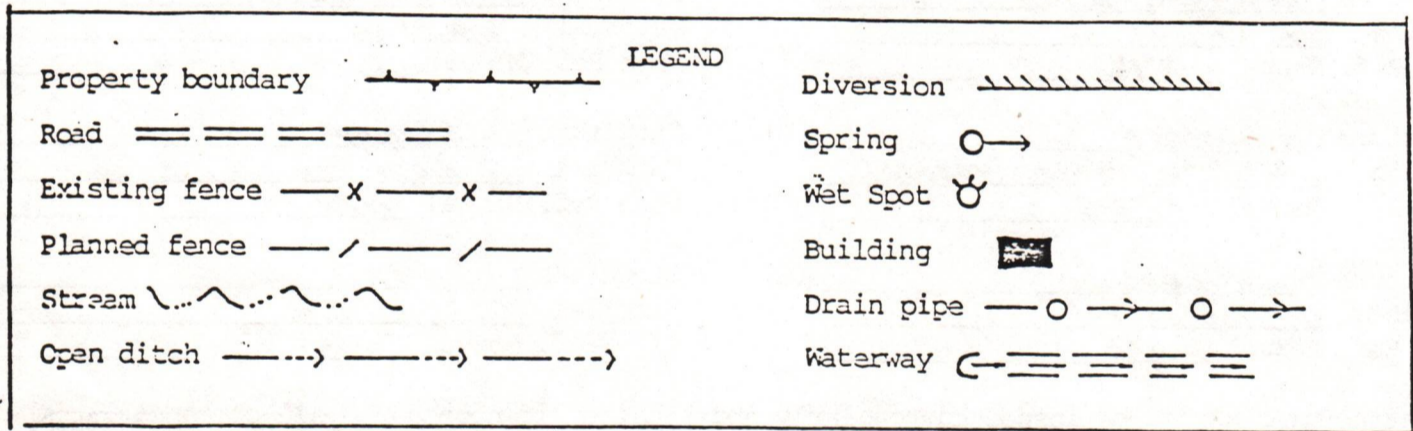 LEGEND
Property boundary
Road
Existing fence
Planned fence
Stream
Open ditch
Diversion
Spring
Wet Spot
Building
Drain pipe
Waterway